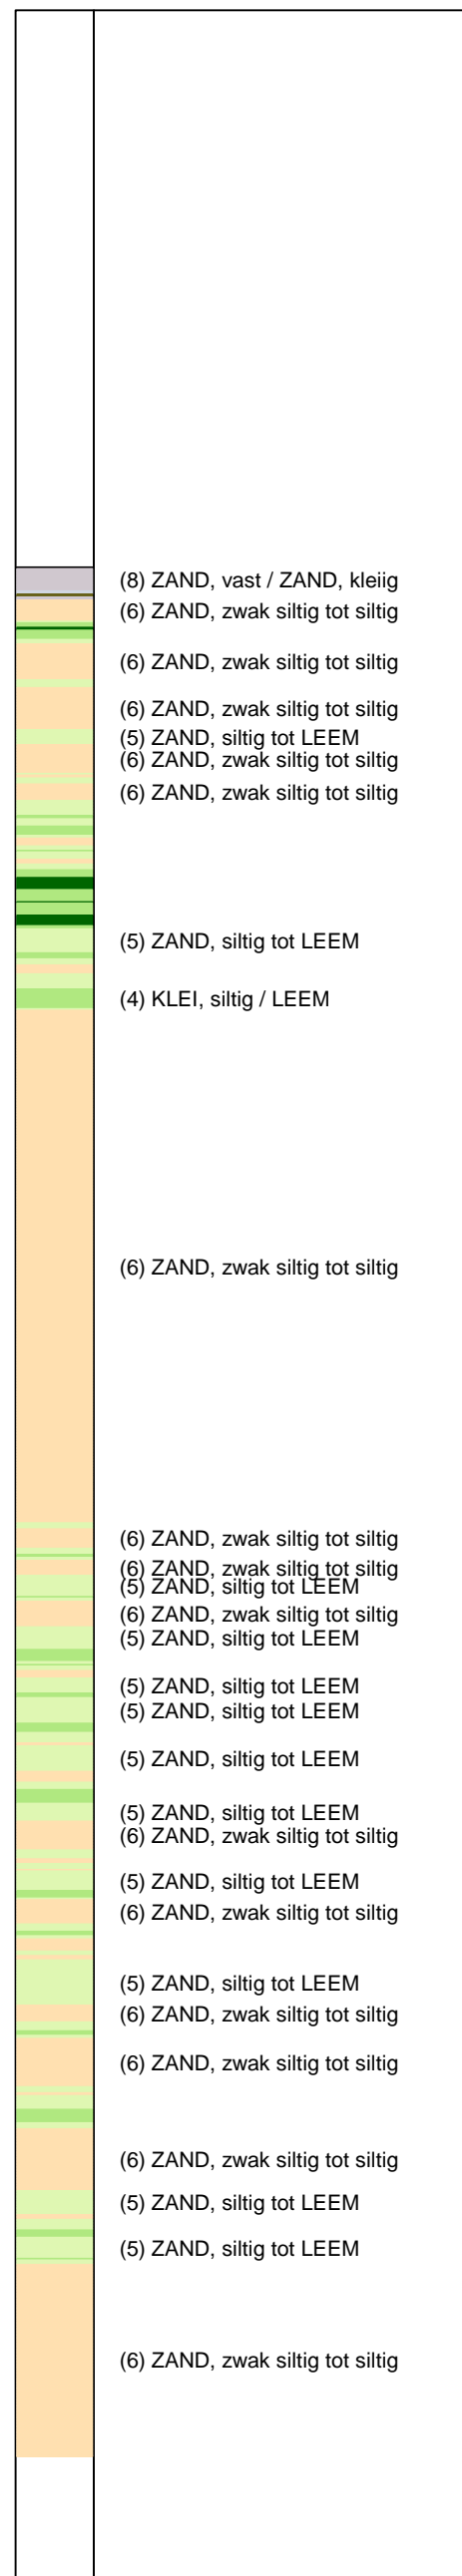 (8) ZAND, vast / ZAND, kleiig
(6) ZAND, zwak siltig tot siltig
(6) ZAND, zwak siltig tot siltig
(6) ZAND, zwak siltig tot siltig
(5) ZAND, siltig tot LEEM
(6) ZAND, zwak siltig tot siltig
(6) ZAND, zwak siltig tot siltig
(5) ZAND, siltig tot LEEM
(4) KLEI, siltig / LEEM
(6) ZAND, zwak siltig tot siltig
(6) ZAND, zwak siltig tot siltig
(6) ZAND, zwak siltig tot siltig
(5) ZAND, siltig tot LEEM
(6) ZAND, zwak siltig tot siltig
(5) ZAND, siltig tot LEEM
(5) ZAND, siltig tot LEEM
(5) ZAND, siltig tot LEEM
(5) ZAND, siltig tot LEEM
(5) ZAND, siltig tot LEEM
(6) ZAND, zwak siltig tot siltig
(5) ZAND, siltig tot LEEM
(6) ZAND, zwak siltig tot siltig
(5) ZAND, siltig tot LEEM
(6) ZAND, zwak siltig tot siltig
(6) ZAND, zwak siltig tot siltig
(6) ZAND, zwak siltig tot siltig
(5) ZAND, siltig tot LEEM
(5) ZAND, siltig tot LEEM
(6) ZAND, zwak siltig tot siltig